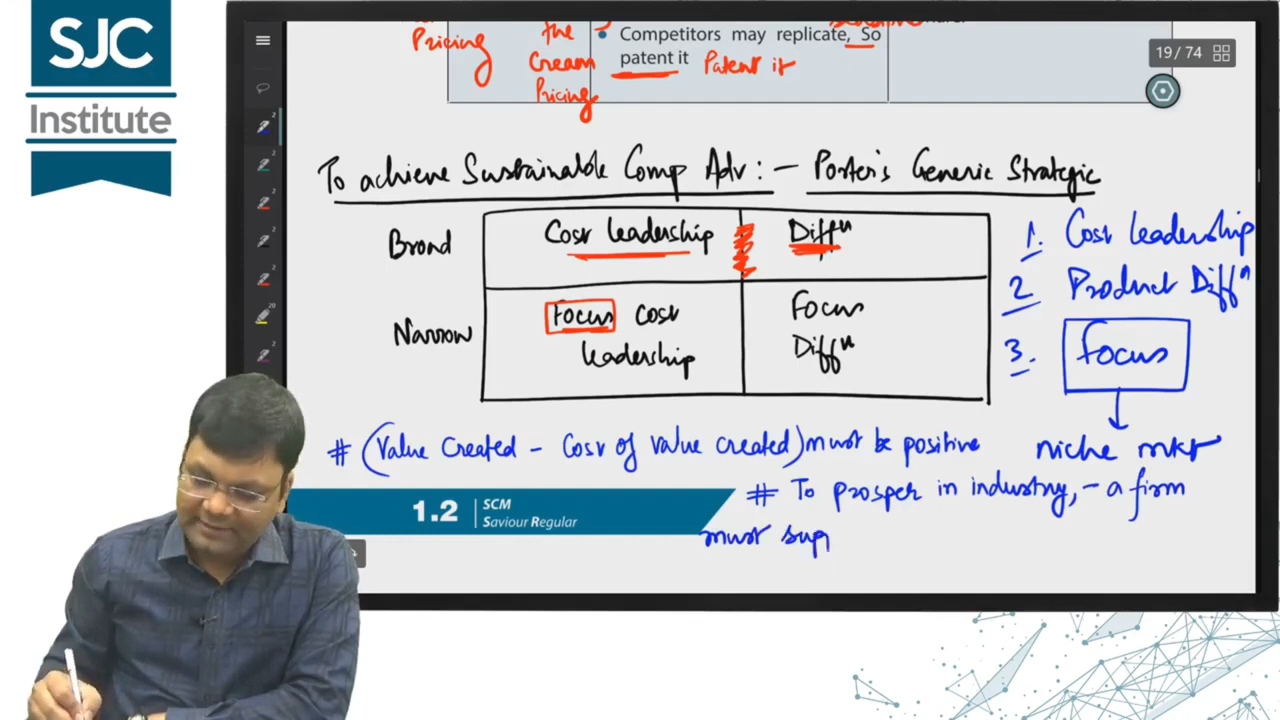 SJC
Institute
Pricing
the
Cream
Pricing
• Competitors may replicate, So
patent it
Patent it
19 / 74
To achieve Sustainable Comp Adv : - Porter's Generic Strategic
Broad
Cost leadership
Diffn
Narrow
Focus Cost
leadership
Focus
Diffn
1. Cost leadership
2 Product Diffn
3. Focus
niche mkt
# (Value Created - Cost of value created) must be positive
# To prosper in industry, - a firm
must sup
1.2
SCM
Saviour Regular